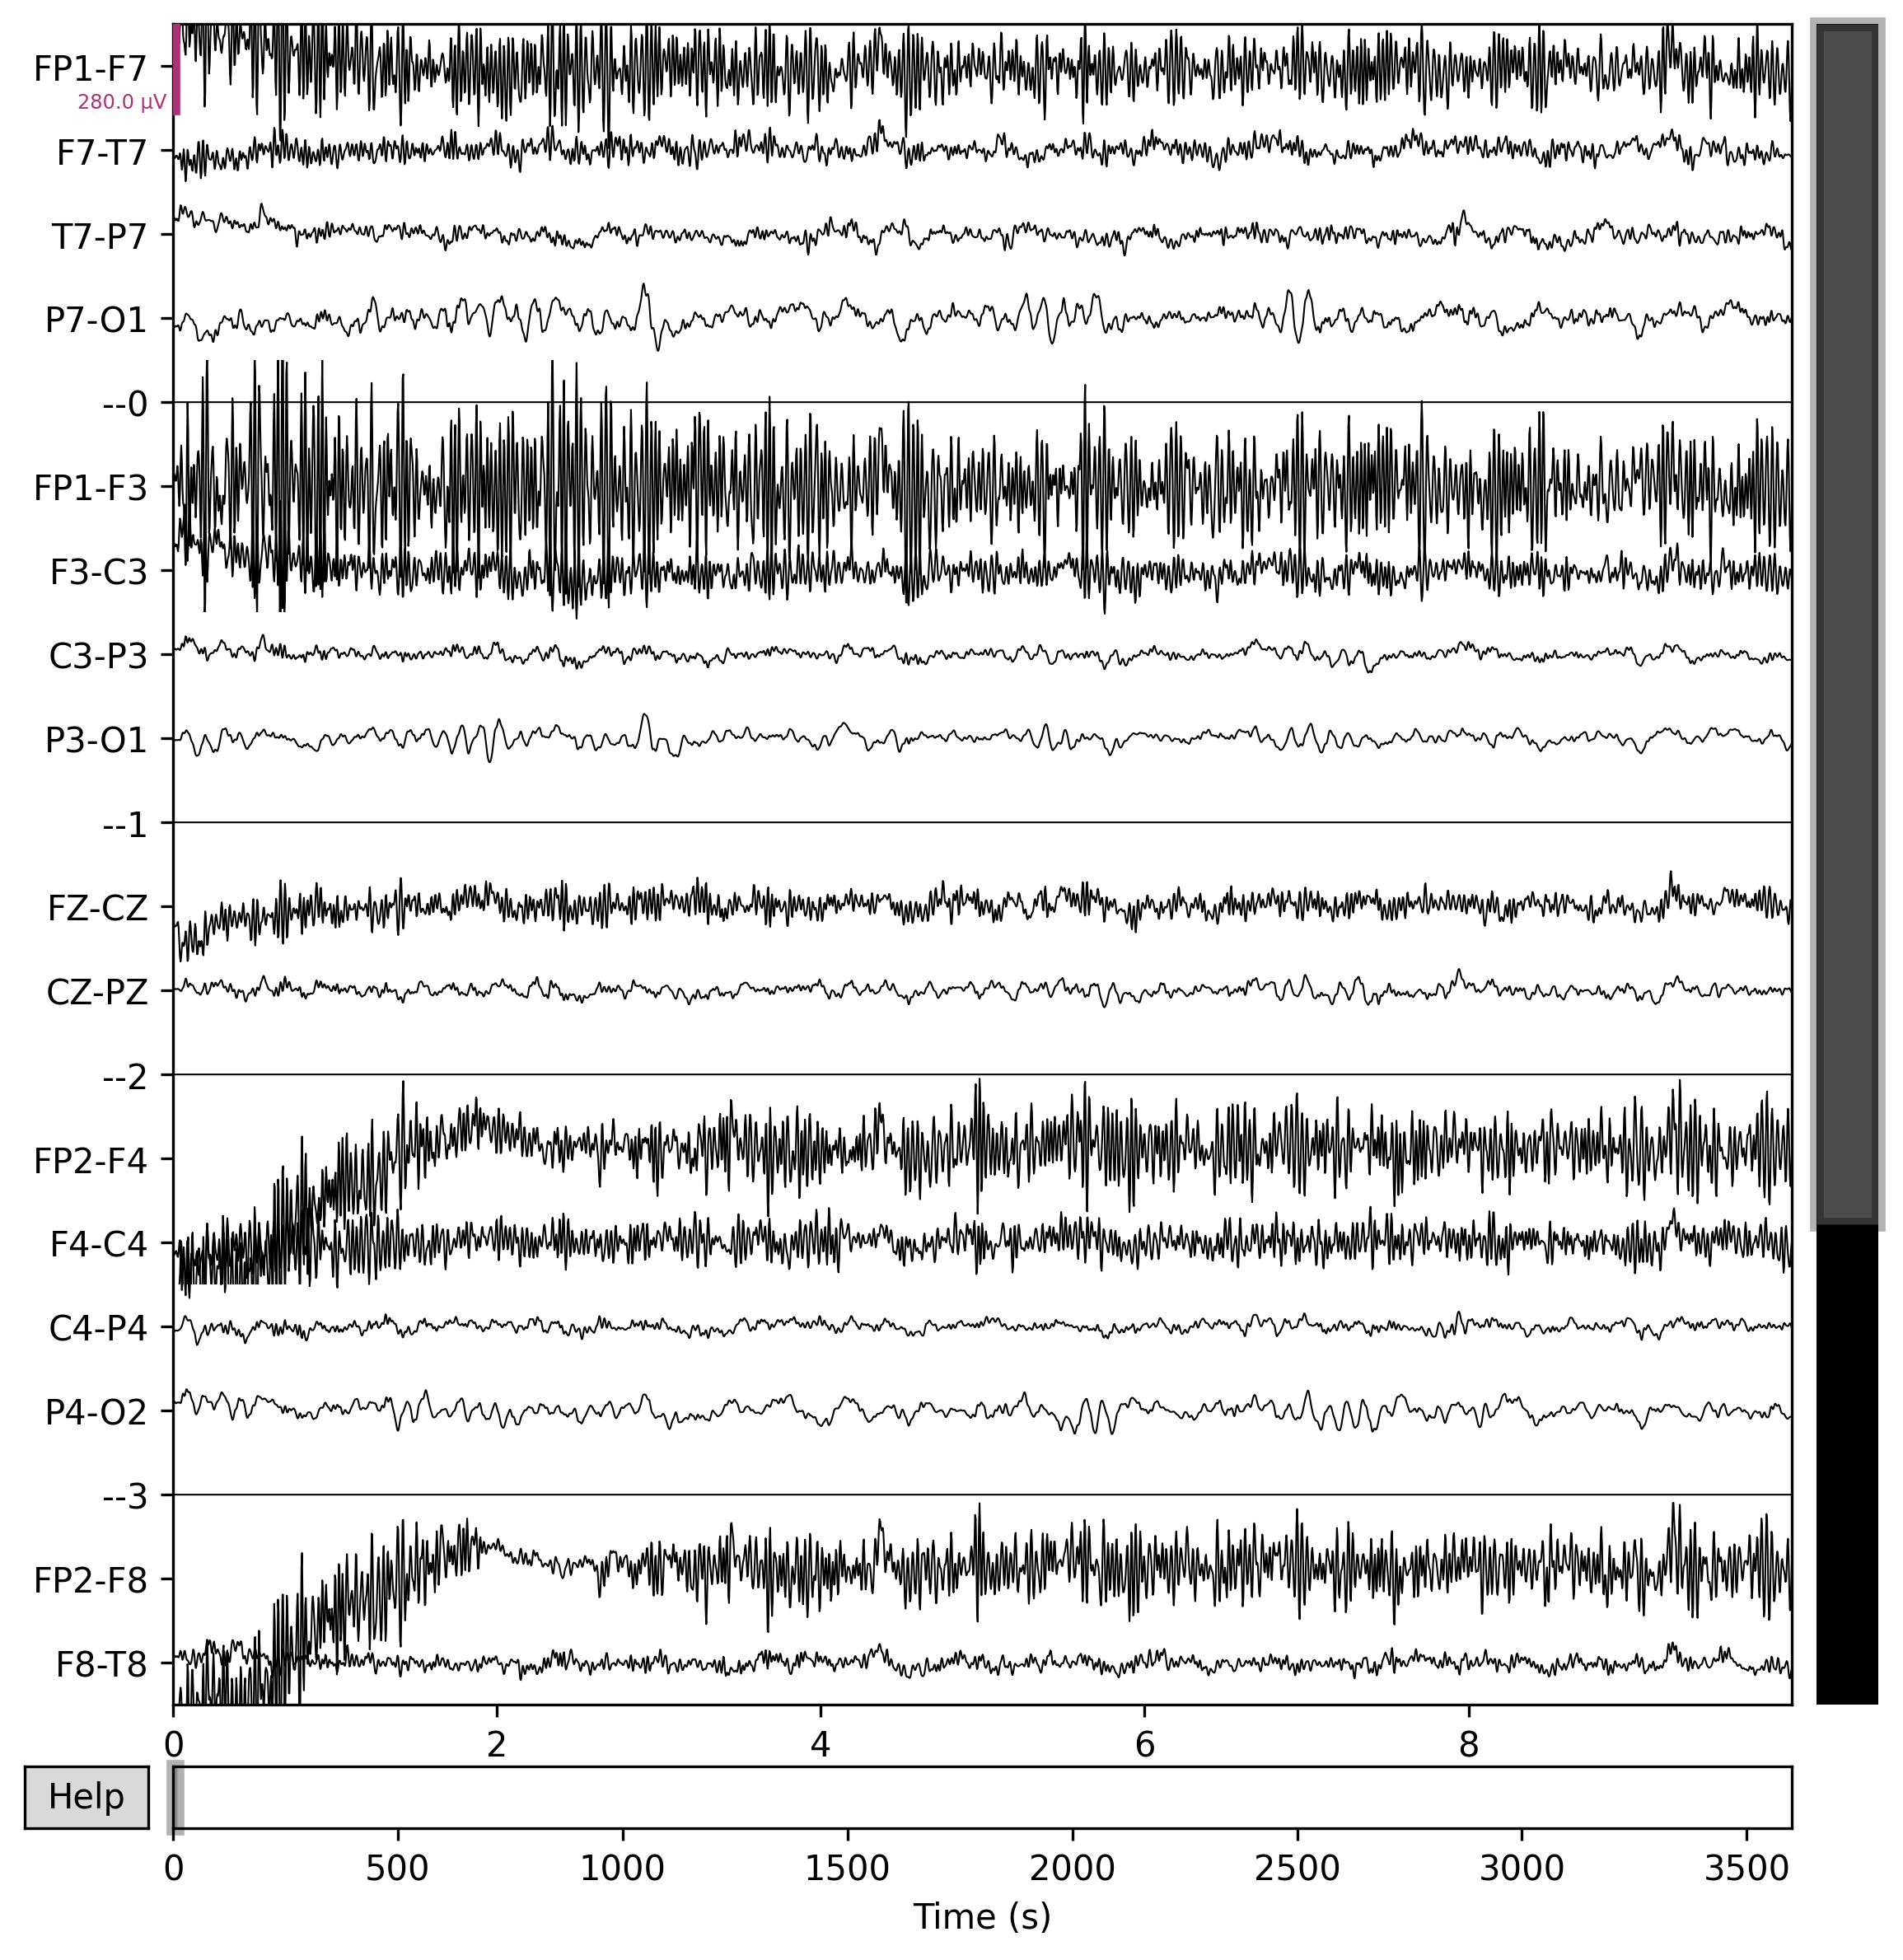 FP1-F7
280.0 µV
F7-T7
T7-P7
P7-O1
--0
FP1-F3
F3-C3
C3-P3
P3-O1
--1
FZ-CZ
CZ-PZ
--2
FP2-F4
F4-C4
C4-P4
P4-O2
--3
FP2-F8
F8-T8
0 2 4 6 8
Help
0 500 1000 1500 2000 2500 3000 3500
Time (s)